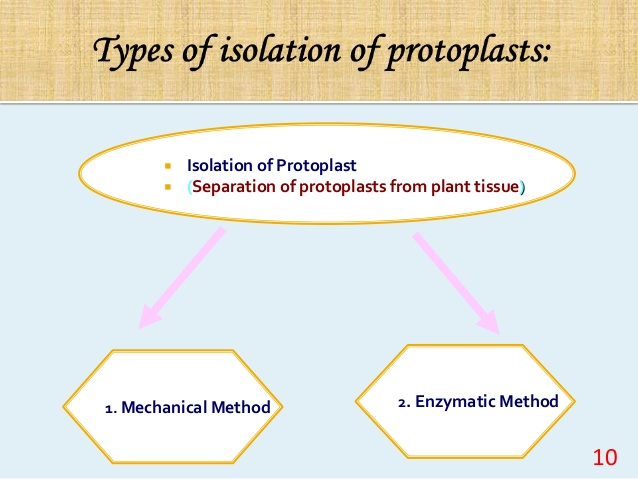 Types of isolation of protoplasts:
Isolation of Protoplast
(Separation of protoplasts from plant tissue)
1. Mechanical Method
2. Enzymatic Method
10